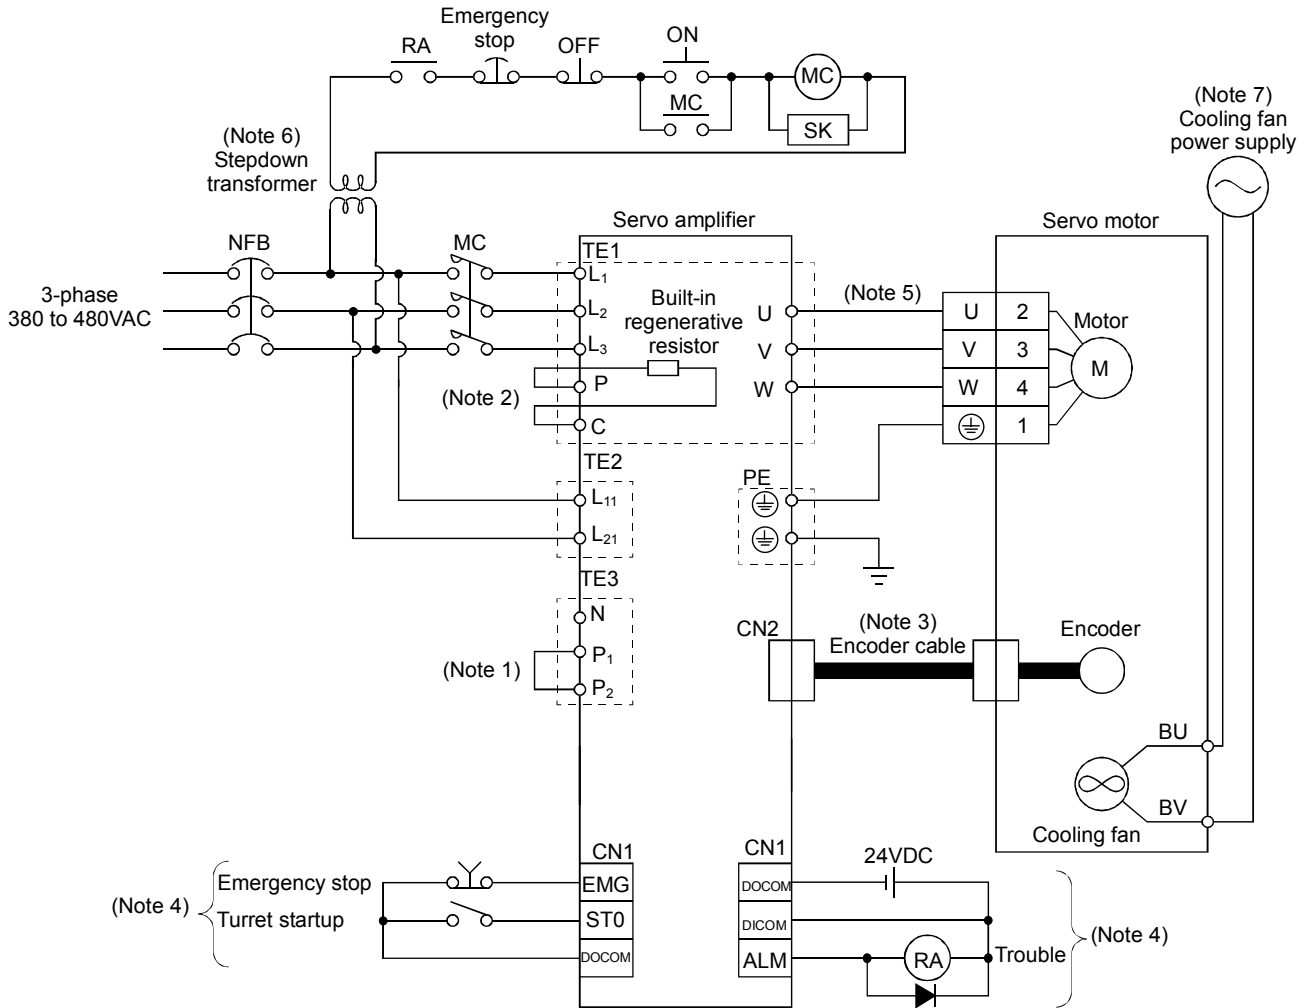 Emergency
stop
RA
OFF
ON
MC
MC
SK
(Note 7)
Cooling fan
power supply
(Note 6)
Stepdown
transformer
Servo amplifier
Servo motor
NFB
MC
TE1
3-phase
380 to 480VAC
L1
L2
L3
P
C
Built-in
regenerative
resistor
(Note 2)
U
V
W
(Note 5)
U 2
V 3
W 4
1
Motor
M
TE2
L11
L21
PE
TE3
N
P1
P2
(Note 1)
CN2
(Note 3)
Encoder cable
Encoder
BU
BV
Cooling fan
CN1
EMG
ST0
DOCOM
(Note 4)
Emergency stop
Turret startup
CN1
DOCOM
DICOM
ALM
24VDC
RA
Trouble
(Note 4)